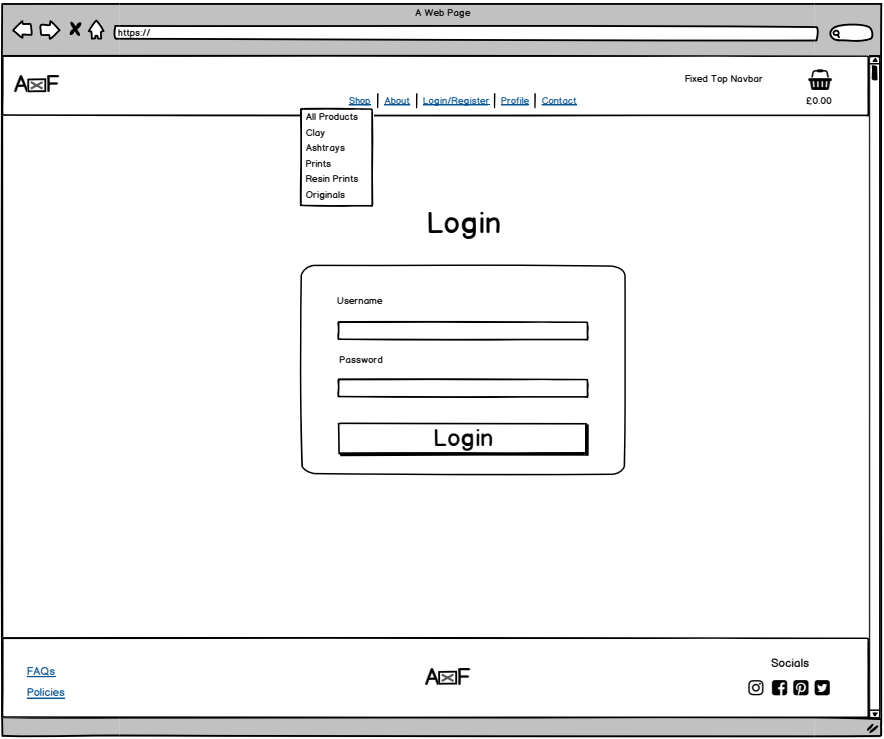 A Web Page
https://
A F
Fixed Top Navbar
£0.00
Shop | About | Login/Register | Profile | Contact
All Products
Clay
Ashtrays
Prints
Resin Prints
Originals
Login
Username
Password
Login
FAQs
Policies
A F
Socials